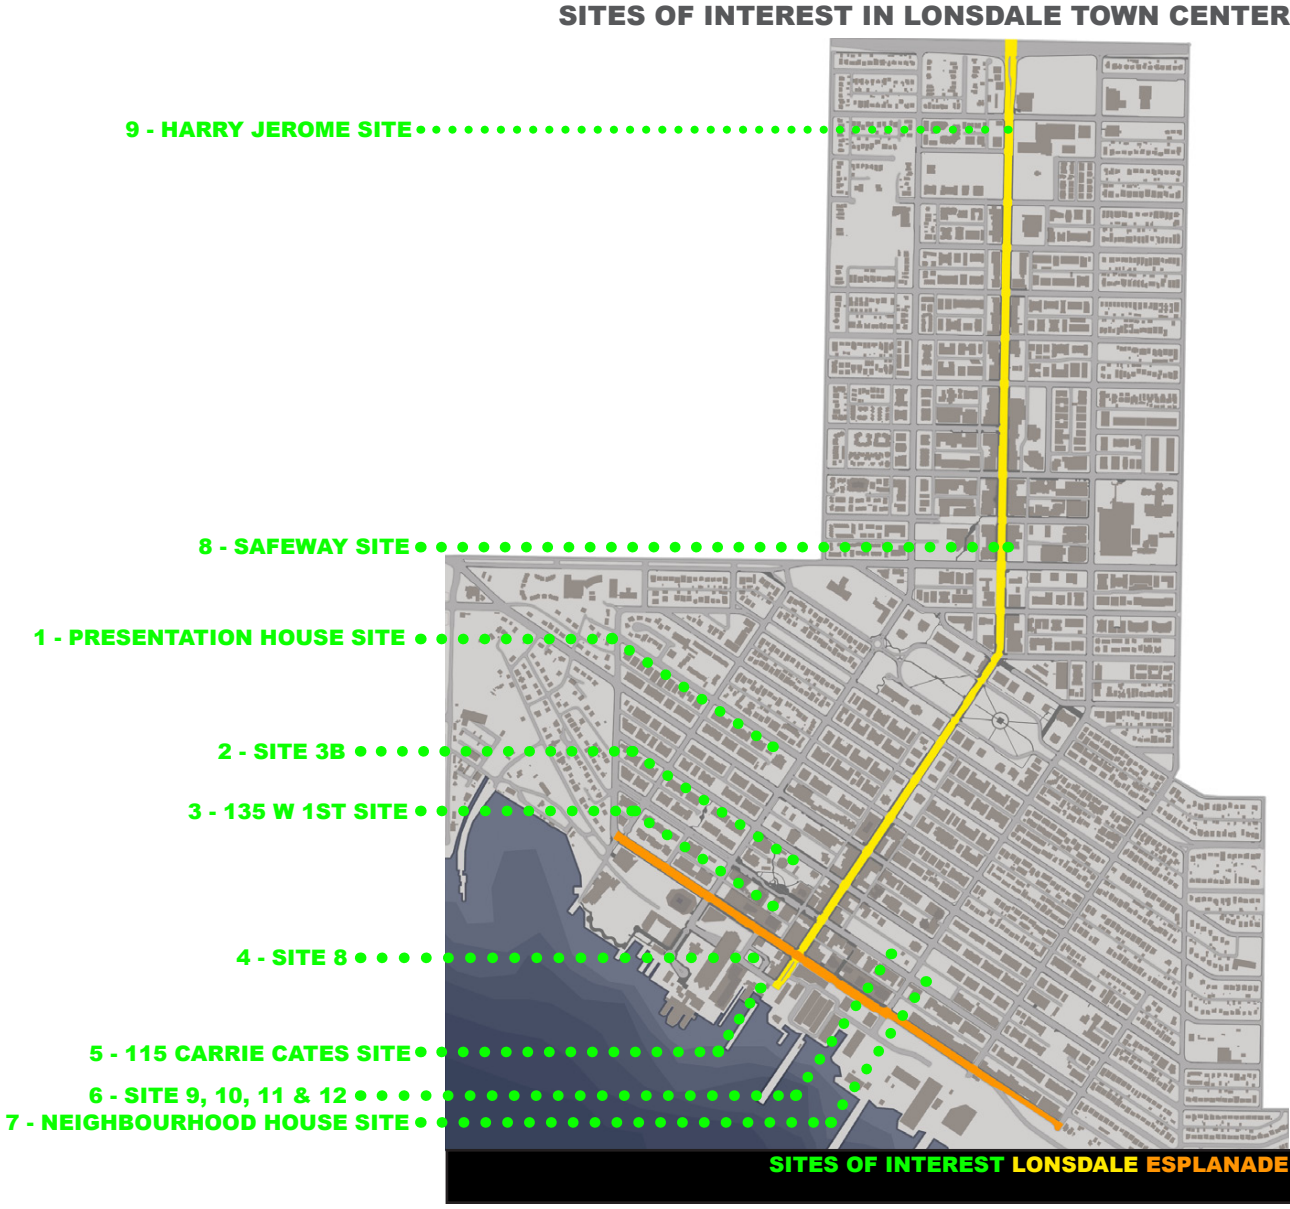 SITES OF INTEREST IN LONSDALE TOWN CENTER
9 - HARRY JEROME SITE
8 - SAFEWAY SITE
1 - PRESENTATION HOUSE SITE
2 - SITE 3B
3 - 135 W 1ST SITE
4 - SITE 8
5 - 115 CARRIE CATES SITE
6 - SITE 9, 10, 11 & 12
7 - NEIGHBOURHOOD HOUSE SITE
SITES OF INTEREST LONSDALE ESPLANADE